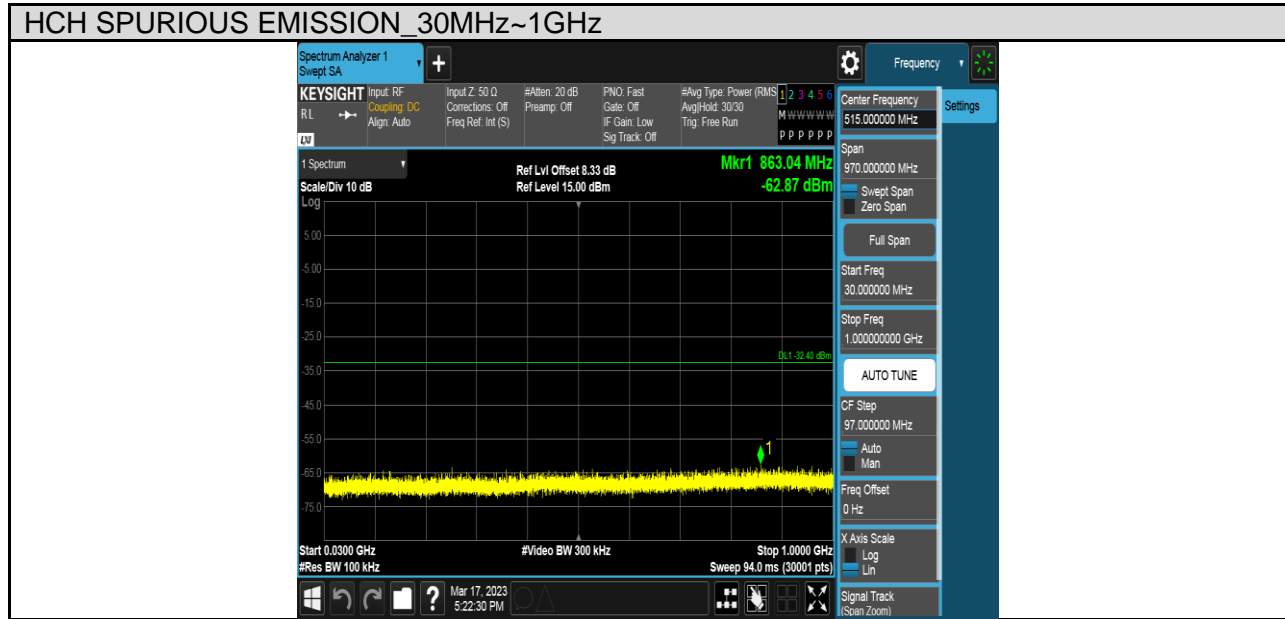 HCH SPURIOUS EMISSION_30MHz~1GHz
Spectrum Analyzer 1
Swept SA
+
Frequency
KEYSIGHT
RL
LXI
Input: RF
Coupling: DC
Align: Auto
Input Z: 50 Ω
Corrections: Off
Freq Ref: Int (S)
#Atten: 20 dB
Preamp: Off
PNO: Fast
Gate: Off
IF Gain: Low
Sig Track: Off
#Avg Type: Power (RMS
Avg|Hold: 30/30
Trig: Free Run
1 2 3 4 5 6
M W W W W W
P P P P P P
Center Frequency
515.000000 MHz
Settings
1 Spectrum
Scale/Div 10 dB
Log
Ref Lvl Offset 8.33 dB
Ref Level 15.00 dBm
Mkr1 863.04 MHz
-62.87 dBm
Span
970.000000 MHz
Swept Span
Zero Span
Full Span
Start Freq
30.000000 MHz
Stop Freq
1.000000000 GHz
AUTO TUNE
CF Step
97.000000 MHz
Auto
Man
Freq Offset
0 Hz
X Axis Scale
Log
Lin
Signal Track
(Span Zoom)
5.00
-5.00
-15.0
-25.0
DL1 -32.40 dBm
-35.0
-45.0
-55.0
1
-65.0
-75.0
Start 0.0300 GHz
#Res BW 100 kHz
#Video BW 300 kHz
Stop 1.0000 GHz
Sweep 94.0 ms (30001 pts)
?
Mar 17, 2023
5:22:30 PM